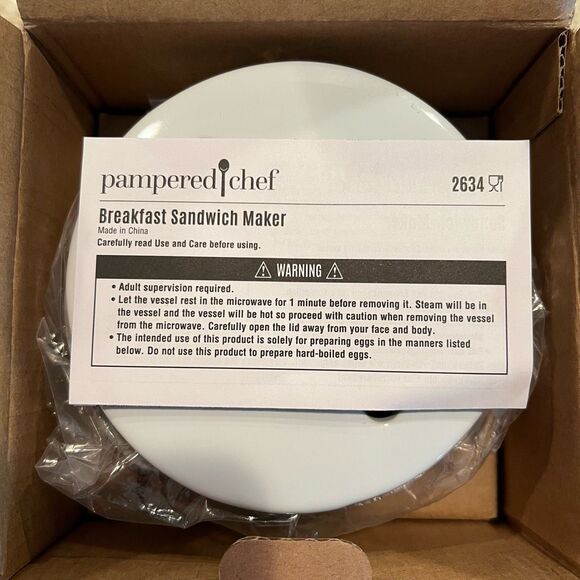 pampered chef
2634
Breakfast Sandwich Maker
Made in China
Carefully read Use and Care before using.
WARNING
• Adult supervision required.
• Let the vessel rest in the microwave for 1 minute before removing it. Steam will be in
the vessel and the vessel will be hot so proceed with caution when removing the vessel
from the microwave. Carefully open the lid away from your face and body.
• The intended use of this product is solely for preparing eggs in the manners listed
below. Do not use this product to prepare hard-boiled eggs.